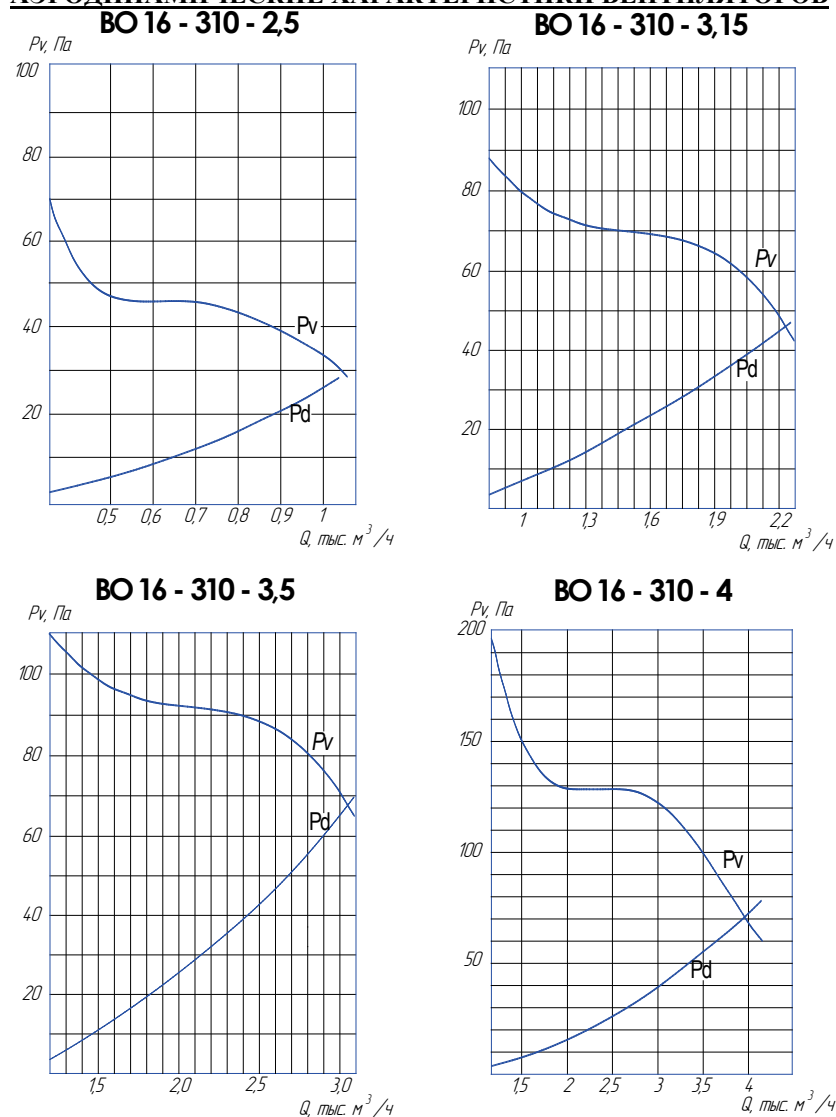 АЭРОДИНАМИЧЕСКИЕ ХАРАКТЕРИСТИКИ ВЕНТИЛЯТОРОВ
ВО 16 - 310 - 2,5
Pv, Па
100
80
60
40
20
Pv
Pd
0,5 0,6 0,7 0,8 0,9 1
Q, тыс. м³/ч
ВО 16 - 310 - 3,15
Pv, Па
100
80
60
40
20
Pv
Pd
1 1,3 1,6 1,9 2,2
Q, тыс. м³/ч
ВО 16 - 310 - 3,5
Pv, Па
100
80
60
40
20
Pv
Pd
1,5 2,0 2,5 3,0
Q, тыс. м³/ч
ВО 16 - 310 - 4
Pv, Па
200
150
100
50
Pv
Pd
1,5 2 2,5 3 3,5 4
Q, тыс. м³/ч